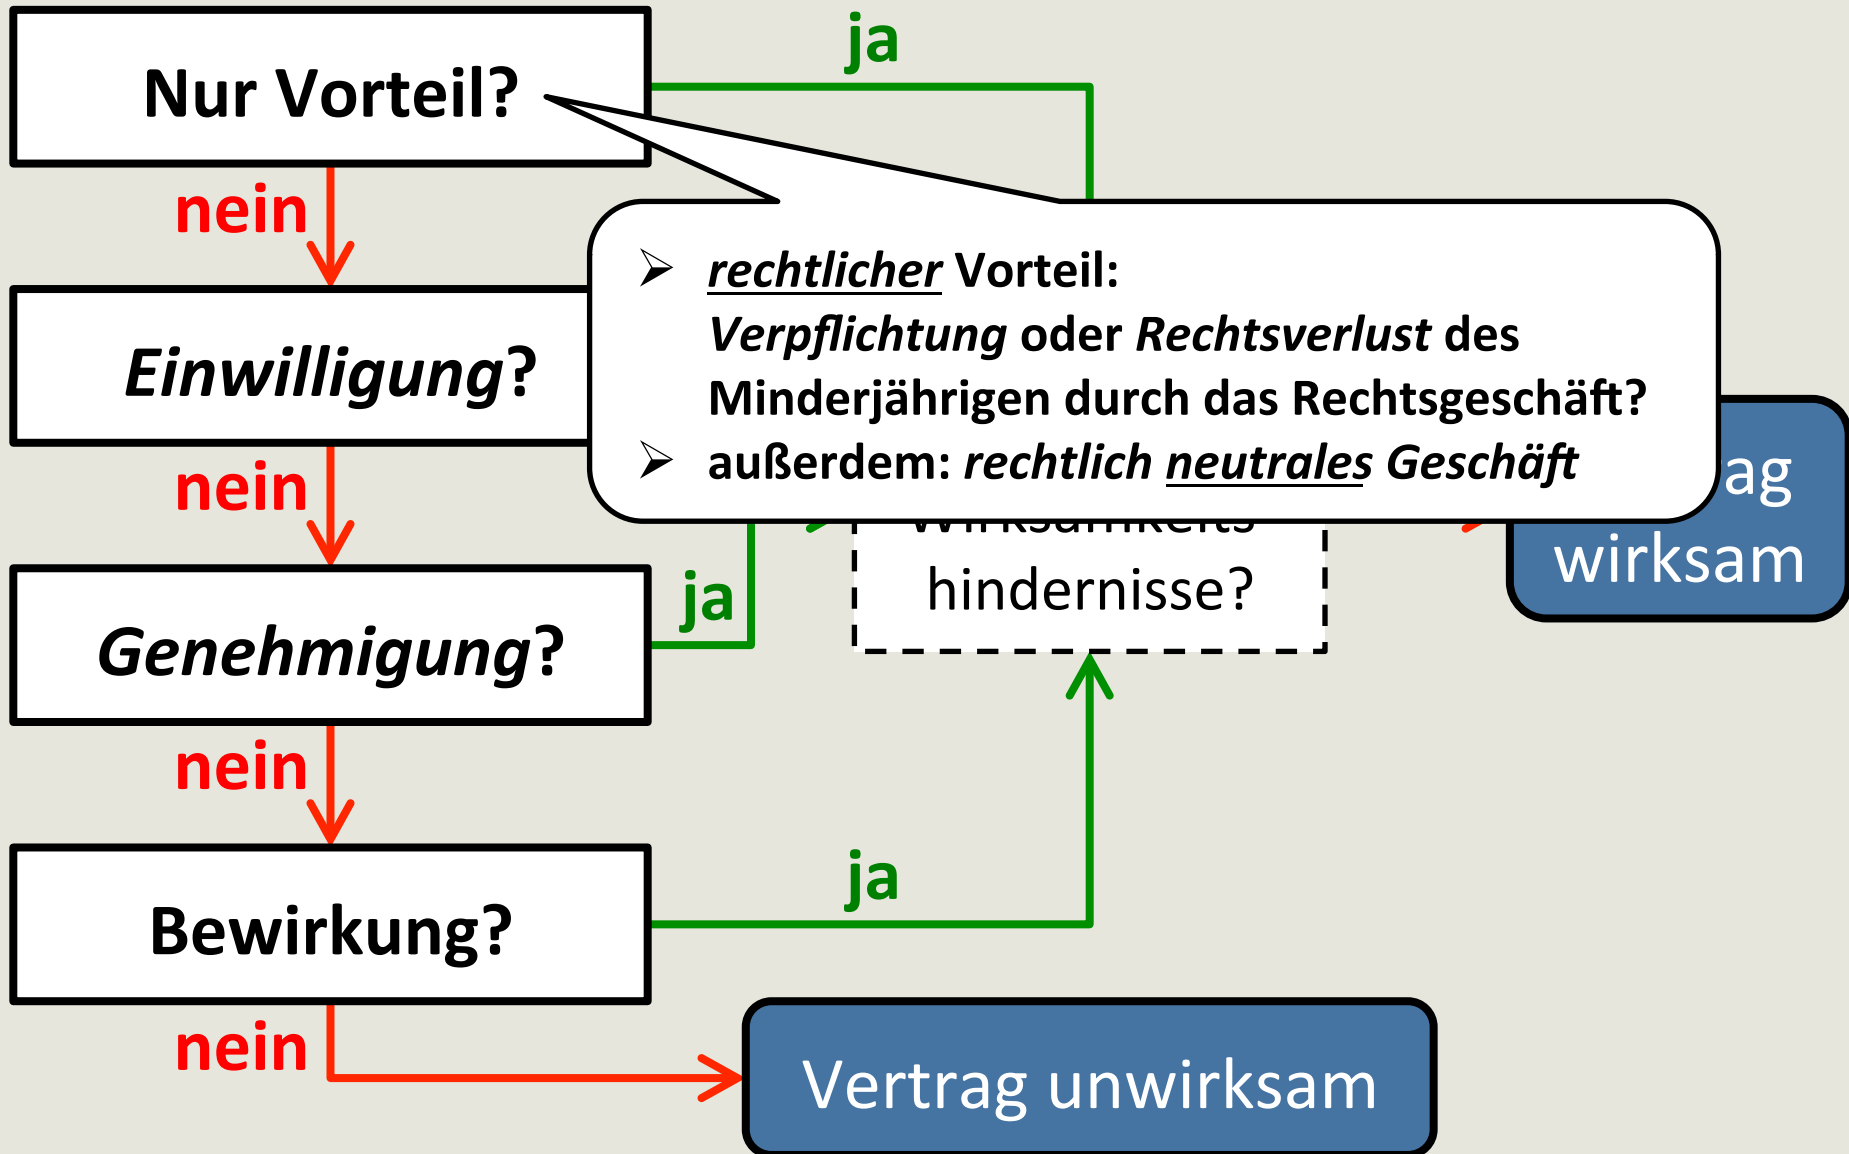 Nur Vorteil?
ja
nein
➢ rechtlicher Vorteil:
Verpflichtung oder Rechtsverlust des
Minderjährigen durch das Rechtsgeschäft?
➢ außerdem: rechtlich neutrales Geschäft
Einwilligung?
nein
hindernisse?
wirksam
Genehmigung?
ja
nein
Bewirkung?
ja
nein
Vertrag unwirksam